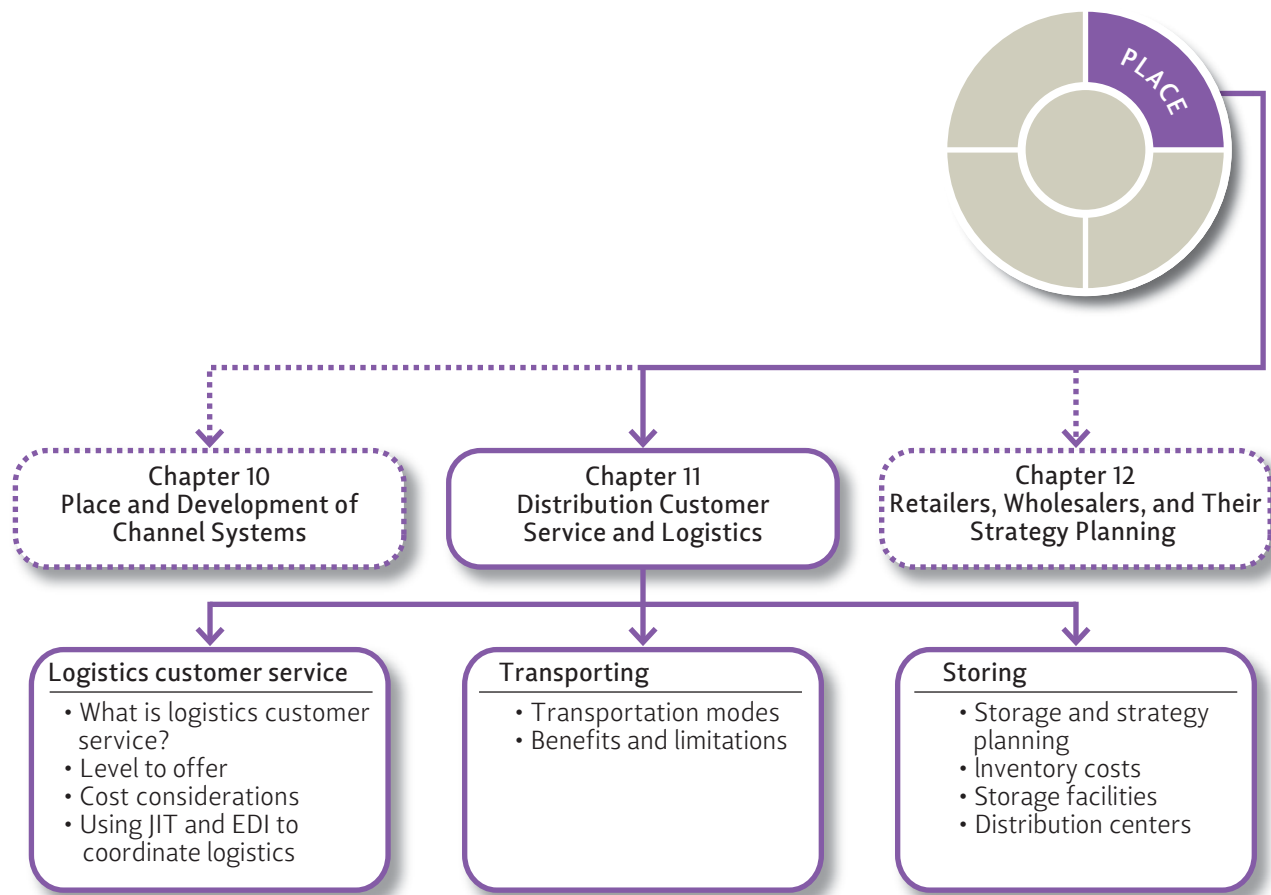 PLACE
Chapter 10
Place and Development of
Channel Systems
Chapter 11
Distribution Customer
Service and Logistics
Chapter 12
Retailers, Wholesalers, and Their
Strategy Planning
Logistics customer service
• What is logistics customer
service?
• Level to offer
• Cost considerations
• Using JIT and EDI to
coordinate logistics
Transporting
• Transportation modes
• Benefits and limitations
Storing
• Storage and strategy
planning
• Inventory costs
• Storage facilities
• Distribution centers